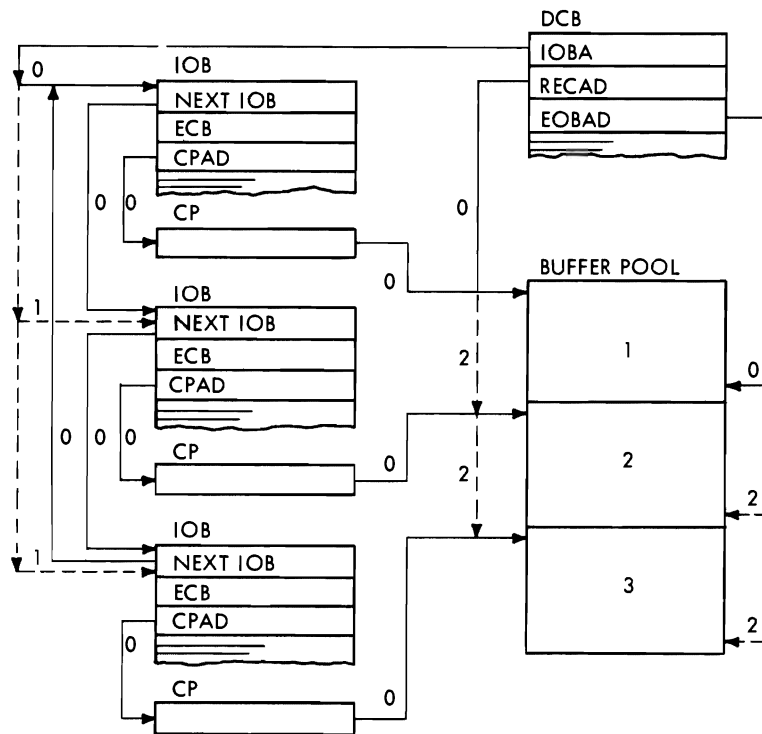 DCB
IOBA
RECAD
EOBAD
0
IOB
NEXT IOB
ECB
CPAD
0
0
CP
0
0
BUFFER POOL
1
2
3
0
2
2
1
IOB
NEXT IOB
ECB
CPAD
0
0
0
CP
0
2
2
1
IOB
NEXT IOB
ECB
CPAD
0
CP
0